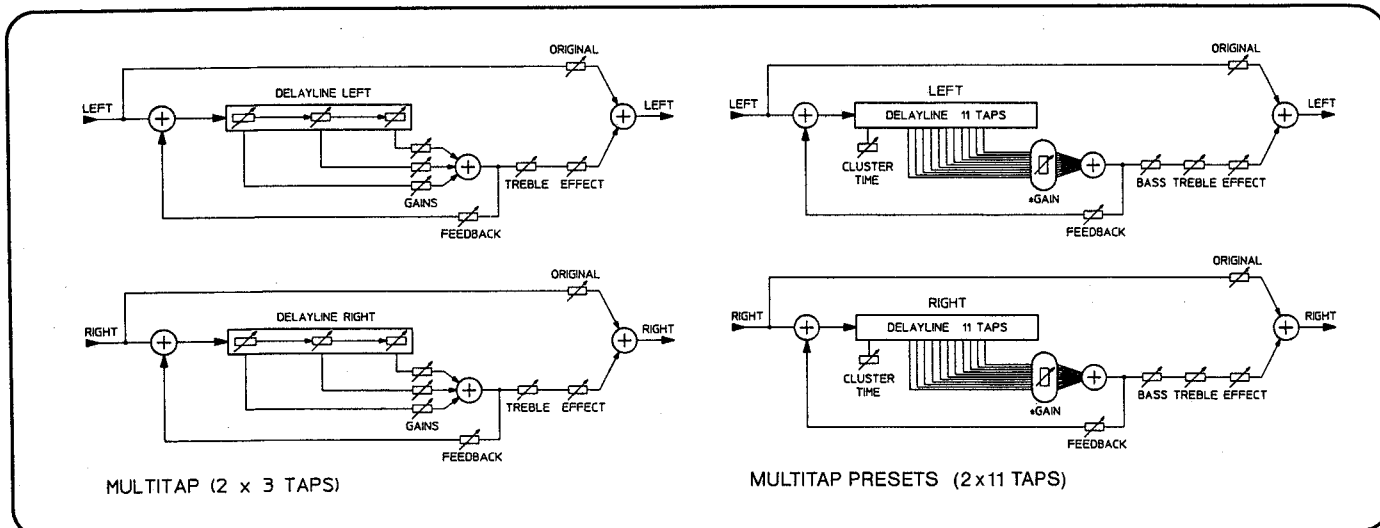 ORIGINAL
LEFT
DELAYLINE LEFT
LEFT
GAINS
TREBLE EFFECT
FEEDBACK
ORIGINAL
RIGHT
DELAYLINE RIGHT
RIGHT
GAINS
TREBLE EFFECT
FEEDBACK
MULTITAP (2 x 3 TAPS)
ORIGINAL
LEFT
LEFT
DELAYLINE 11 TAPS
LEFT
CLUSTER
TIME
*GAIN
BASS TREBLE EFFECT
FEEDBACK
ORIGINAL
RIGHT
RIGHT
DELAYLINE 11 TAPS
RIGHT
CLUSTER
TIME
*GAIN
BASS TREBLE EFFECT
FEEDBACK
MULTITAP PRESETS (2x11 TAPS)